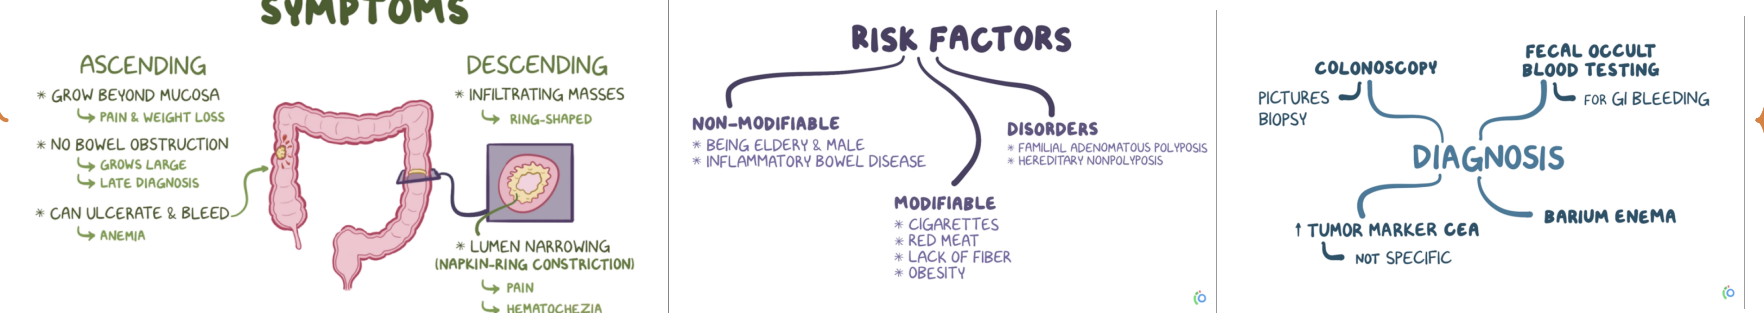 SYMPTOMS
ASCENDING
* GROW BEYOND MUCOSA
PAIN & WEIGHT LOSS
* NO BOWEL OBSTRUCTION
GROWS LARGE
LATE DIAGNOSIS
* CAN ULCERATE & BLEED
ANEMIA
DESCENDING
* INFILTRATING MASSES
RING-SHAPED
* LUMEN NARROWING
(NAPKIN-RING CONSTRICTION)
PAIN
HEMATOCHEZIA
RISK FACTORS
NON-MODIFIABLE
* BEING ELDERY & MALE
* INFLAMMATORY BOWEL DISEASE
MODIFIABLE
* CIGARETTES
* RED MEAT
* LACK OF FIBER
* OBESITY
DISORDERS
* FAMILIAL ADENOMATOUS POLYPOSIS
* HEREDITARY NONPOLYPOSIS
COLONOSCOPY
PICTURES
BIOPSY
FECAL OCCULT
BLOOD TESTING
FOR GI BLEEDING
DIAGNOSIS
↑ TUMOR MARKER CEA
NOT SPECIFIC
BARIUM ENEMA